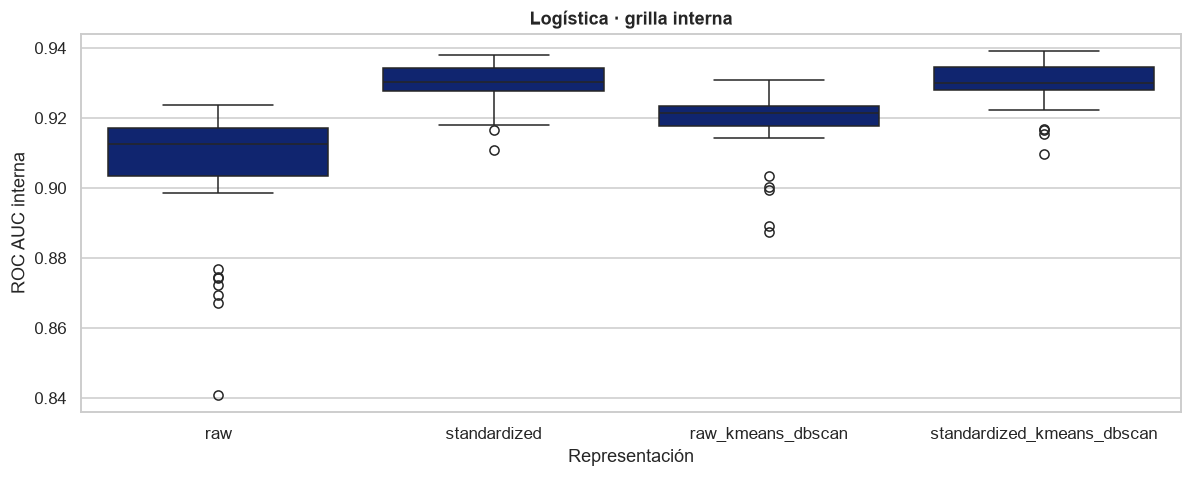 Logística · grilla interna
ROC AUC interna
0.94
0.92
0.90
0.88
0.86
0.84
raw
standardized
raw_kmeans_dbscan
standardized_kmeans_dbscan
Representación